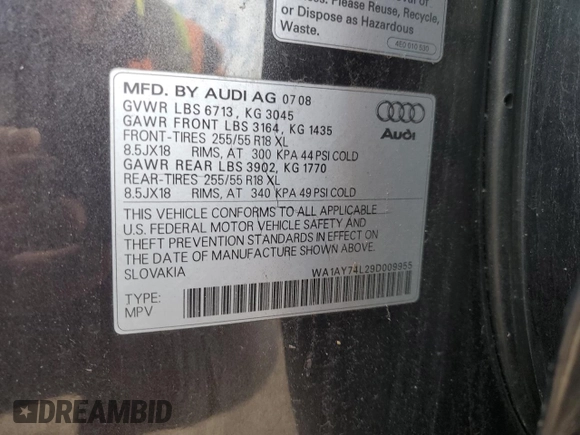 or Dispose as Hazardous
Please Reuse, Recycle,
Waste.
MFD. BY AUDI AG 07 08
GVWR LBS 6713, KG 3045
GAWR FRONT LBS 3164, KG 1435
FRONT-TIRES 255/55 R18 XL
8.5JX18 RIMS, AT 300 KPA 44 PSI COLD
GAWR REAR LBS 3902, KG 1770
REAR-TIRES 255/55 R18 XL
8.5JX18 RIMS, AT 340 KPA 49 PSI COLD
Audi
THIS VEHICLE CONFORMS TO ALL APPLICABLE
U.S. FEDERAL MOTOR VEHICLE SAFETY AND
THEFT PREVENTION STANDARDS IN EFFECT ON
THE DATE OF MANUFACTURE SHOWN ABOVE.
SLOVAKIA
WA1AY74L29D009955
TYPE:
MPV
DREAMBID